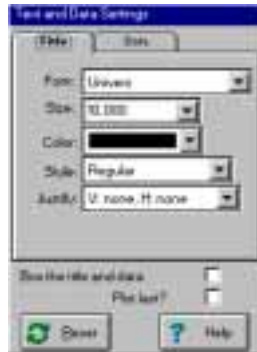 Text and Data Settings
Title Data
Font: Univers
Size: 10.000
Color:
Style: Regular
Justify: V: none, H: none
Box the title and data
Plot last?
Reset Help